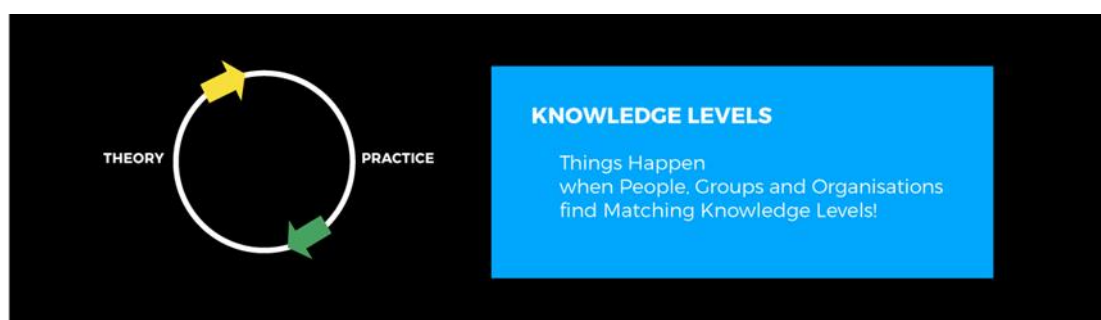 THEORY
PRACTICE
KNOWLEDGE LEVELS
Things Happen
when People, Groups and Organisations
find Matching Knowledge Levels!